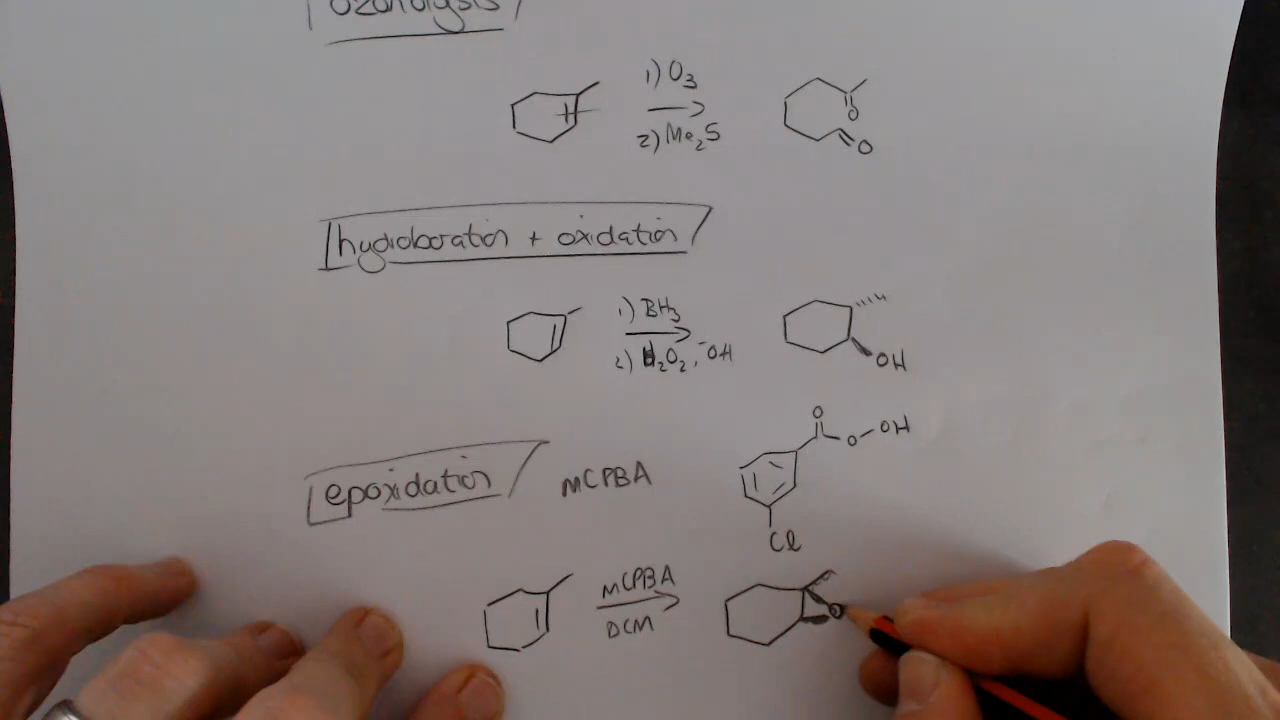 ozonolysis
1) O₃
2) Me₂S
O
O
hydroboration + oxidation
1) BH₃
2) H₂O₂, ⁻OH
OH
O
O-OH
epoxidation mCPBA
Cl
mCPBA
DCM
O